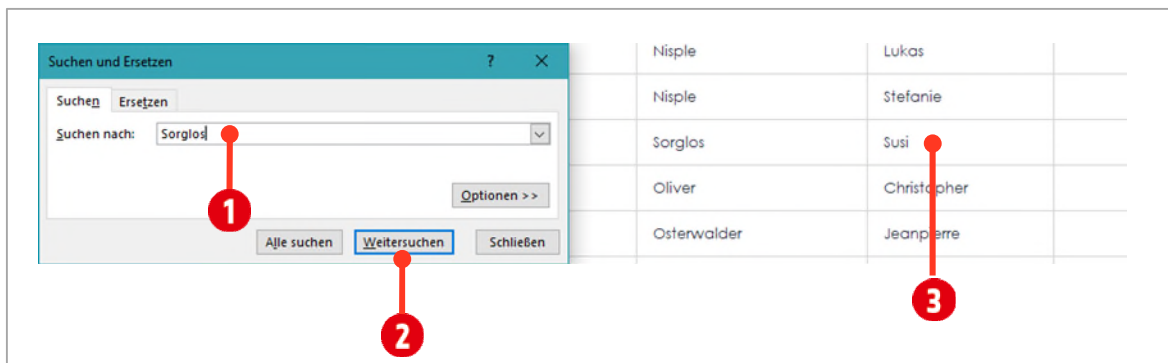 Suchen und Ersetzen ? ×
Suchen Ersetzen
Suchen nach: Sorglos
Optionen >>
Alle suchen Weitersuchen Schließen
Nisple Lukas
Nisple Stefanie
Sorglos Susi
Oliver Christopher
Osterwalder Jeanpierre
1
2
3